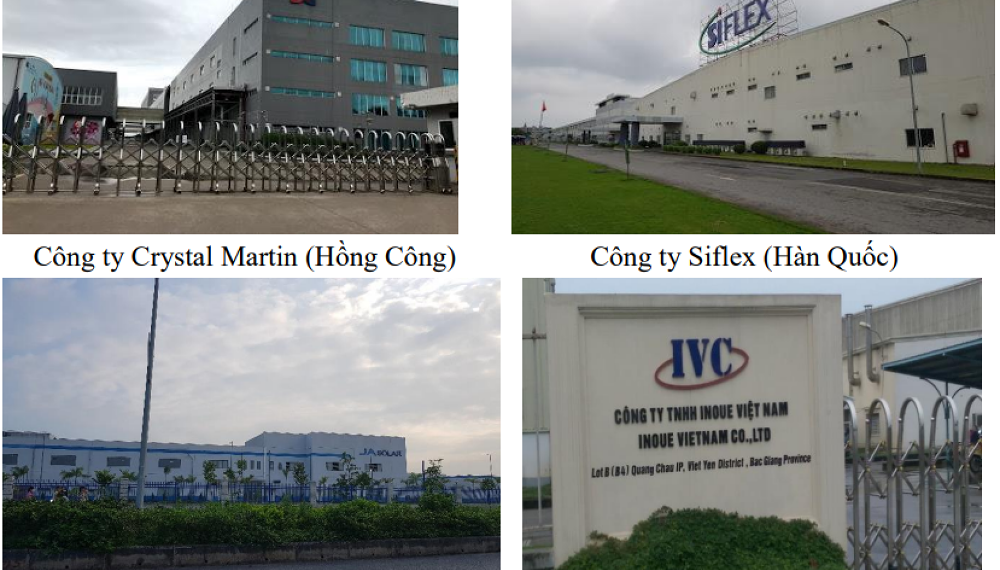 SIFLEX
Công ty Crystal Martin (Hồng Công)
Công ty Siflex (Hàn Quốc)
JA SOLAR
IVC
CÔNG TY TNHH INOUE VIỆT NAM
INOUE VIETNAM CO.,LTD
Lot B (B4) Quang Chau IP, Viet Yen District , Bac Giang Province